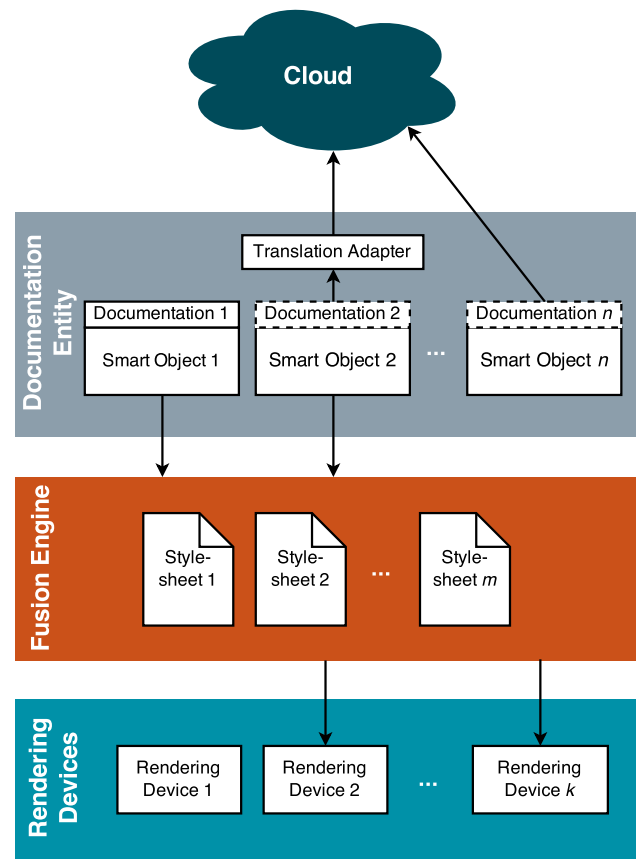 Cloud
Documentation
Entity
Translation Adapter
Documentation 1
Smart Object 1
Documentation 2
Smart Object 2
...
Documentation n
Smart Object n
Fusion Engine
Style-
sheet 1
Style-
sheet 2
...
Style-
sheet m
Rendering
Devices
Rendering
Device 1
Rendering
Device 2
...
Rendering
Device k